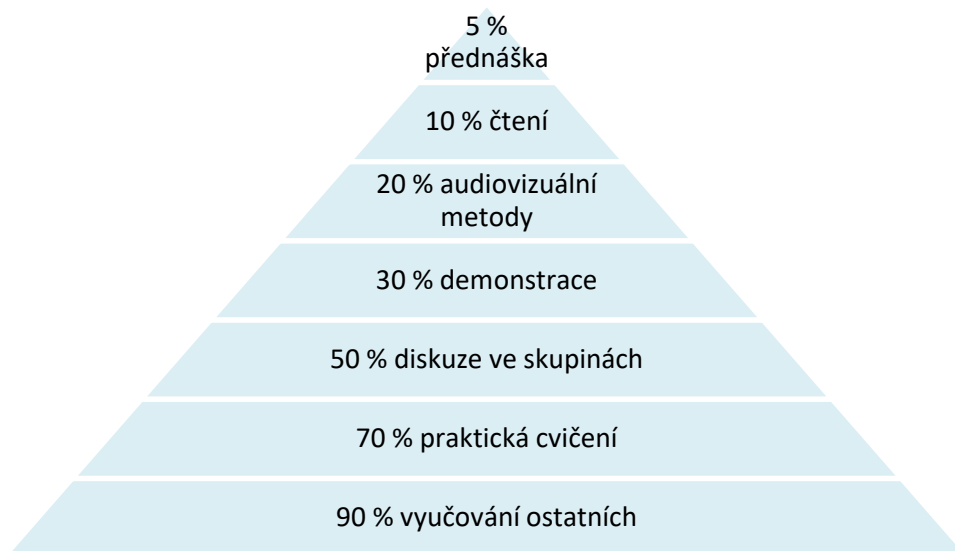 5 %
přednáška
10 % čtení
20 % audiovizuální
metody
30 % demonstrace
50 % diskuze ve skupinách
70 % praktická cvičení
90 % vyučování ostatních